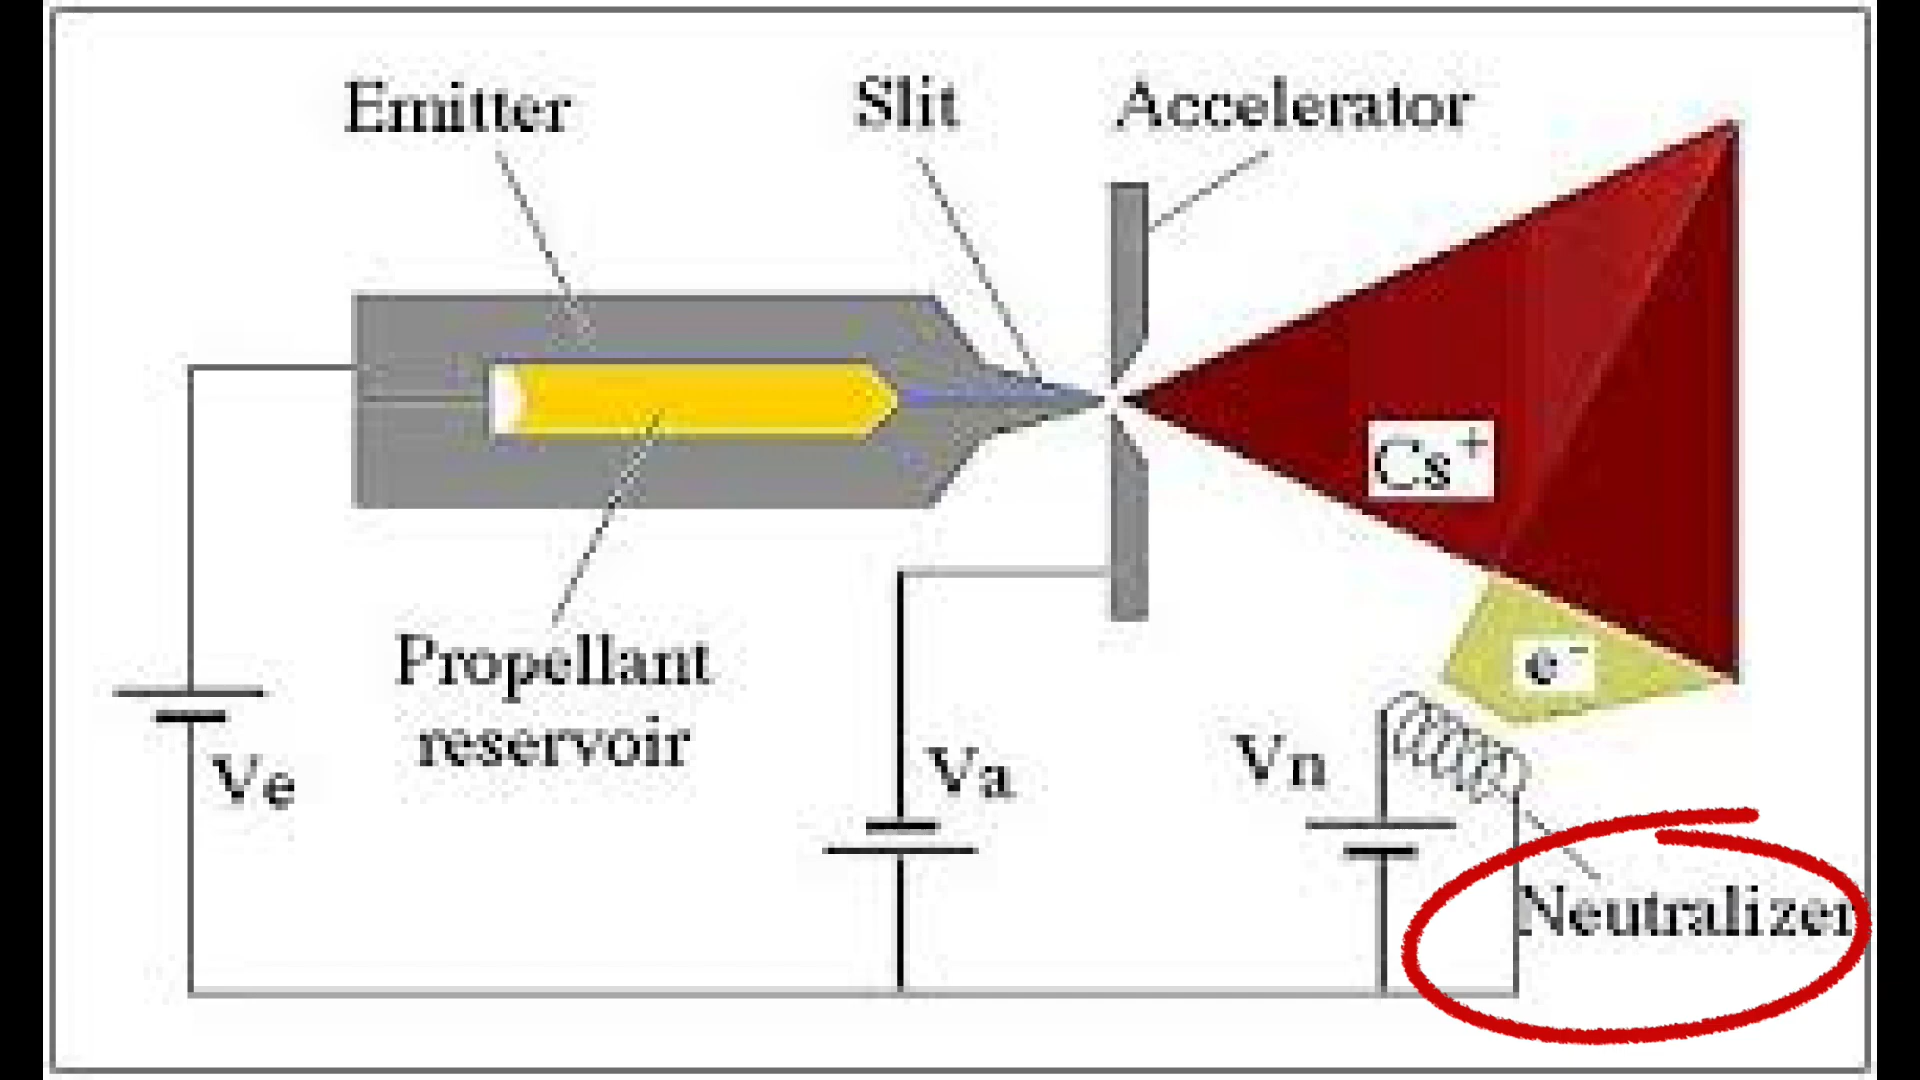 Emitter
Slit
Accelerator
Cs+
e-
Propellant
reservoir
Ve
Va
Vn
Neutralizer